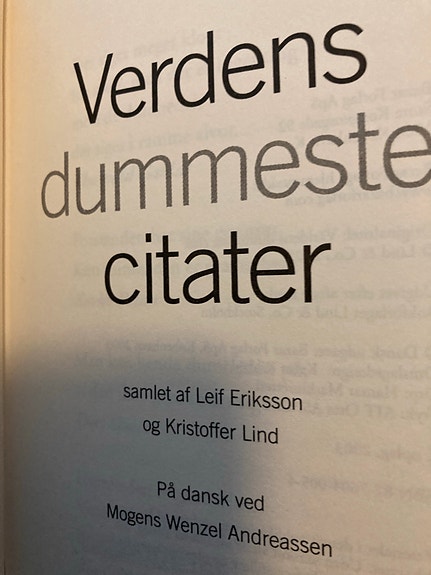 Verdens
dummeste
citater
samlet af Leif Eriksson
og Kristoffer Lind
På dansk ved
Mogens Wenzel Andreassen